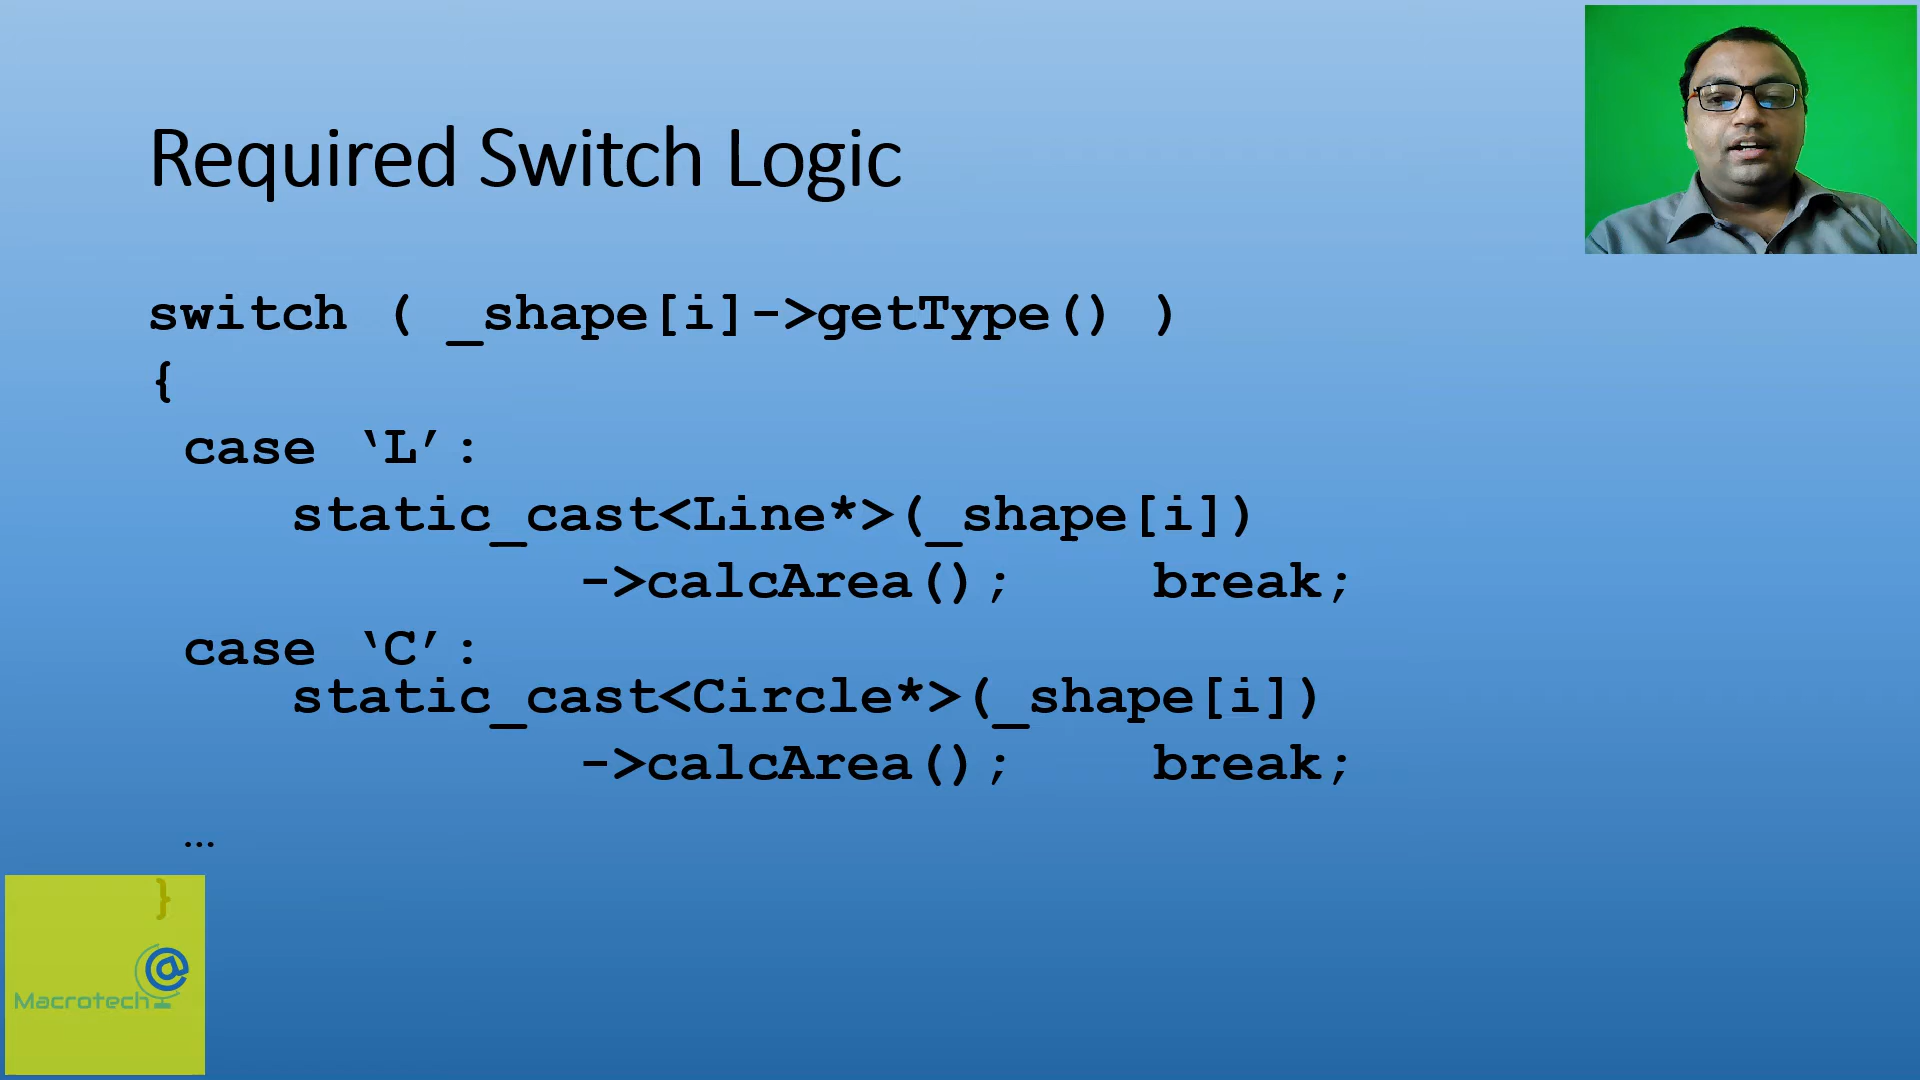 Required Switch Logic
switch ( _shape[i]->getType() )
{
case ‘L’:
static_cast<Line*>(_shape[i])
->calcArea(); break;
case ‘C’:
static_cast<Circle*>(_shape[i])
->calcArea(); break;
…
}
@
Macrotech